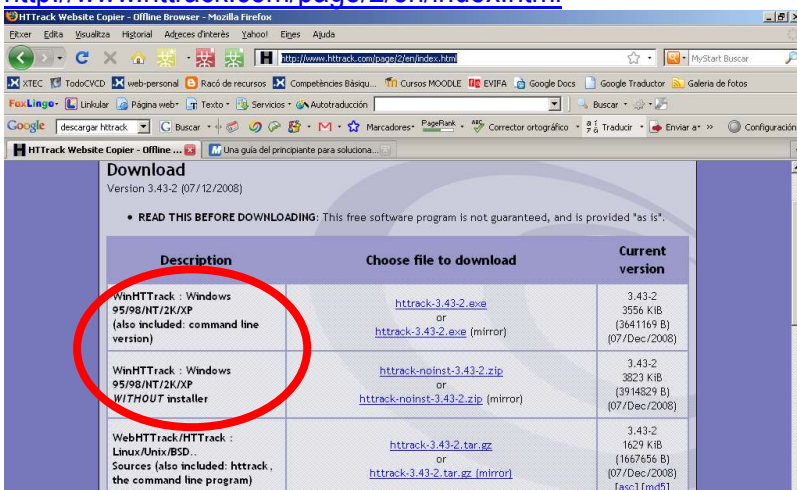 http://www.httrack.com/page/2/en/index.html
HTTrack Website Copier - Offline Browser - Mozilla Firefox
Fitxer Edita Visualitza Historial Adreces d'interès Yahoo! Eines Ajuda
http://www.httrack.com/page/2/en/index.html MyStart Buscar
XTEC TodoCVCD web-personal Racó de recursos Competències Bàsiqu... Cursos MOODLE EVIFA Google Docs Google Traductor Galeria de fotos
FoxLingo Linkular Página web Texto Servicios Autotraducción Buscar
Google descargar httrack G Buscar Marcadores PageRank Corrector ortográfico Traducir Enviar a » Configuración
HTTrack Website Copier - Offline ... Una guía del principiante para soluciona...
Download
Version 3.43-2 (07/12/2008)
• READ THIS BEFORE DOWNLOADING: This free software program is not guaranteed, and is provided "as is".
Description Choose file to download Current
version
WinHTTrack : Windows
95/98/NT/2K/XP
(also included: command line
version)
httrack-3.43-2.exe
or
httrack-3.43-2.exe (mirror)
3.43-2
3556 KiB
(3641169 B)
(07/Dec/2008)
WinHTTrack : Windows
95/98/NT/2K/XP
WITHOUT installer
httrack-noinst-3.43-2.zip
or
httrack-noinst-3.43-2.zip (mirror)
3.43-2
3823 KiB
(3914829 B)
(07/Dec/2008)
WebHTTrack/HTTrack :
Linux/Unix/BSD..
Sources (also included: httrack,
the command line program)
httrack-3.43-2.tar.gz
or
httrack-3.43-2.tar.gz (mirror)
3.43-2
1629 KiB
(1667656 B)
(07/Dec/2008)
[asc] [md5]